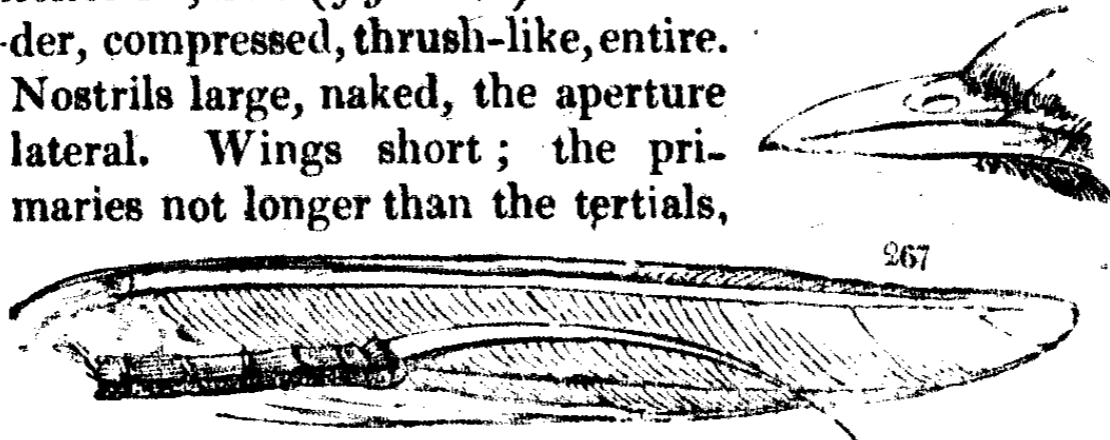 -der, compressed, thrush-like, entire.
Nostrils large, naked, the aperture
lateral. Wings short; the pri-
maries not longer than the tertials,
267